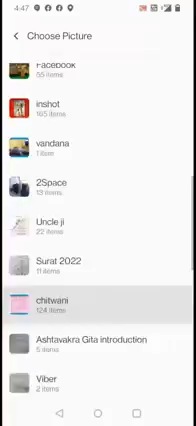 4:47
Choose Picture
Facebook
55 items
inshot
165 items
vandana
1 item
2Space
13 items
Uncle ji
22 items
Surat 2022
11 items
chitwani
124 items
Ashtavakra Gita introduction
5 items
Viber
2 items